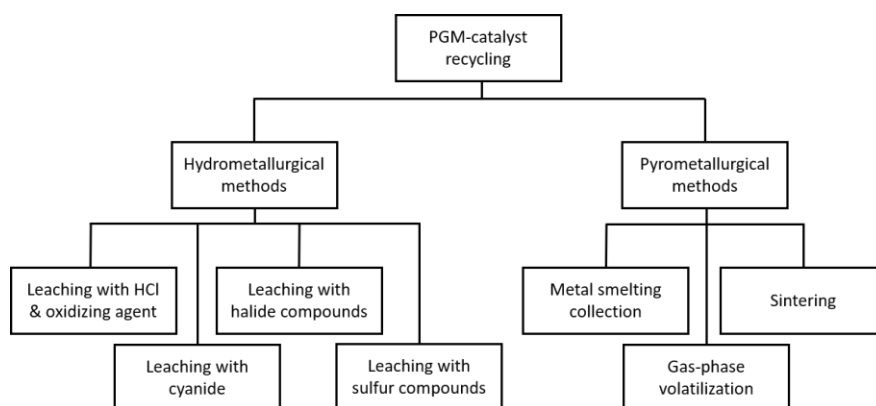 PGM-catalyst
recycling
Hydrometallurgical
methods
Pyrometallurgical
methods
Leaching with HCl
& oxidizing agent
Leaching with
halide compounds
Metal smelting
collection
Sintering
Leaching with
cyanide
Leaching with
sulfur compounds
Gas-phase
volatilization